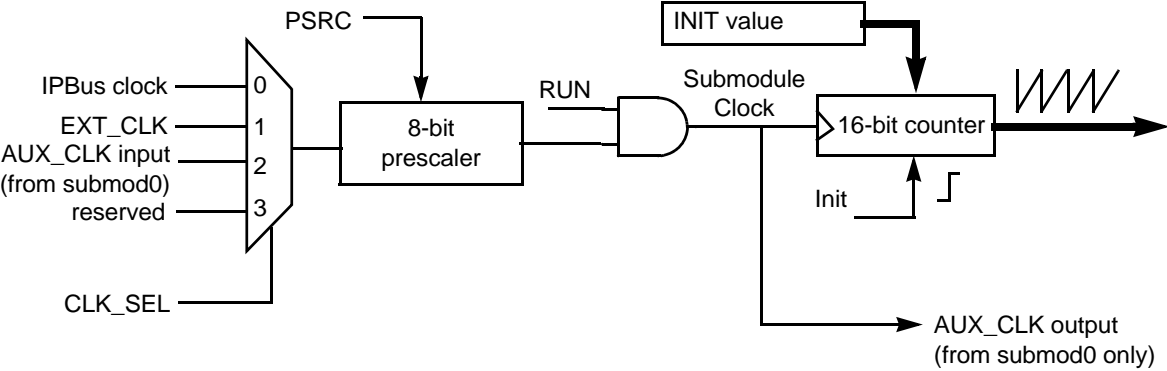 PSRC
INIT value
IPBus clock
0
EXT_CLK
1
AUX_CLK input
(from submod0)
2
reserved
3
CLK_SEL
8-bit
prescaler
RUN
Submodule
Clock
16-bit counter
Init
AUX_CLK output
(from submod0 only)